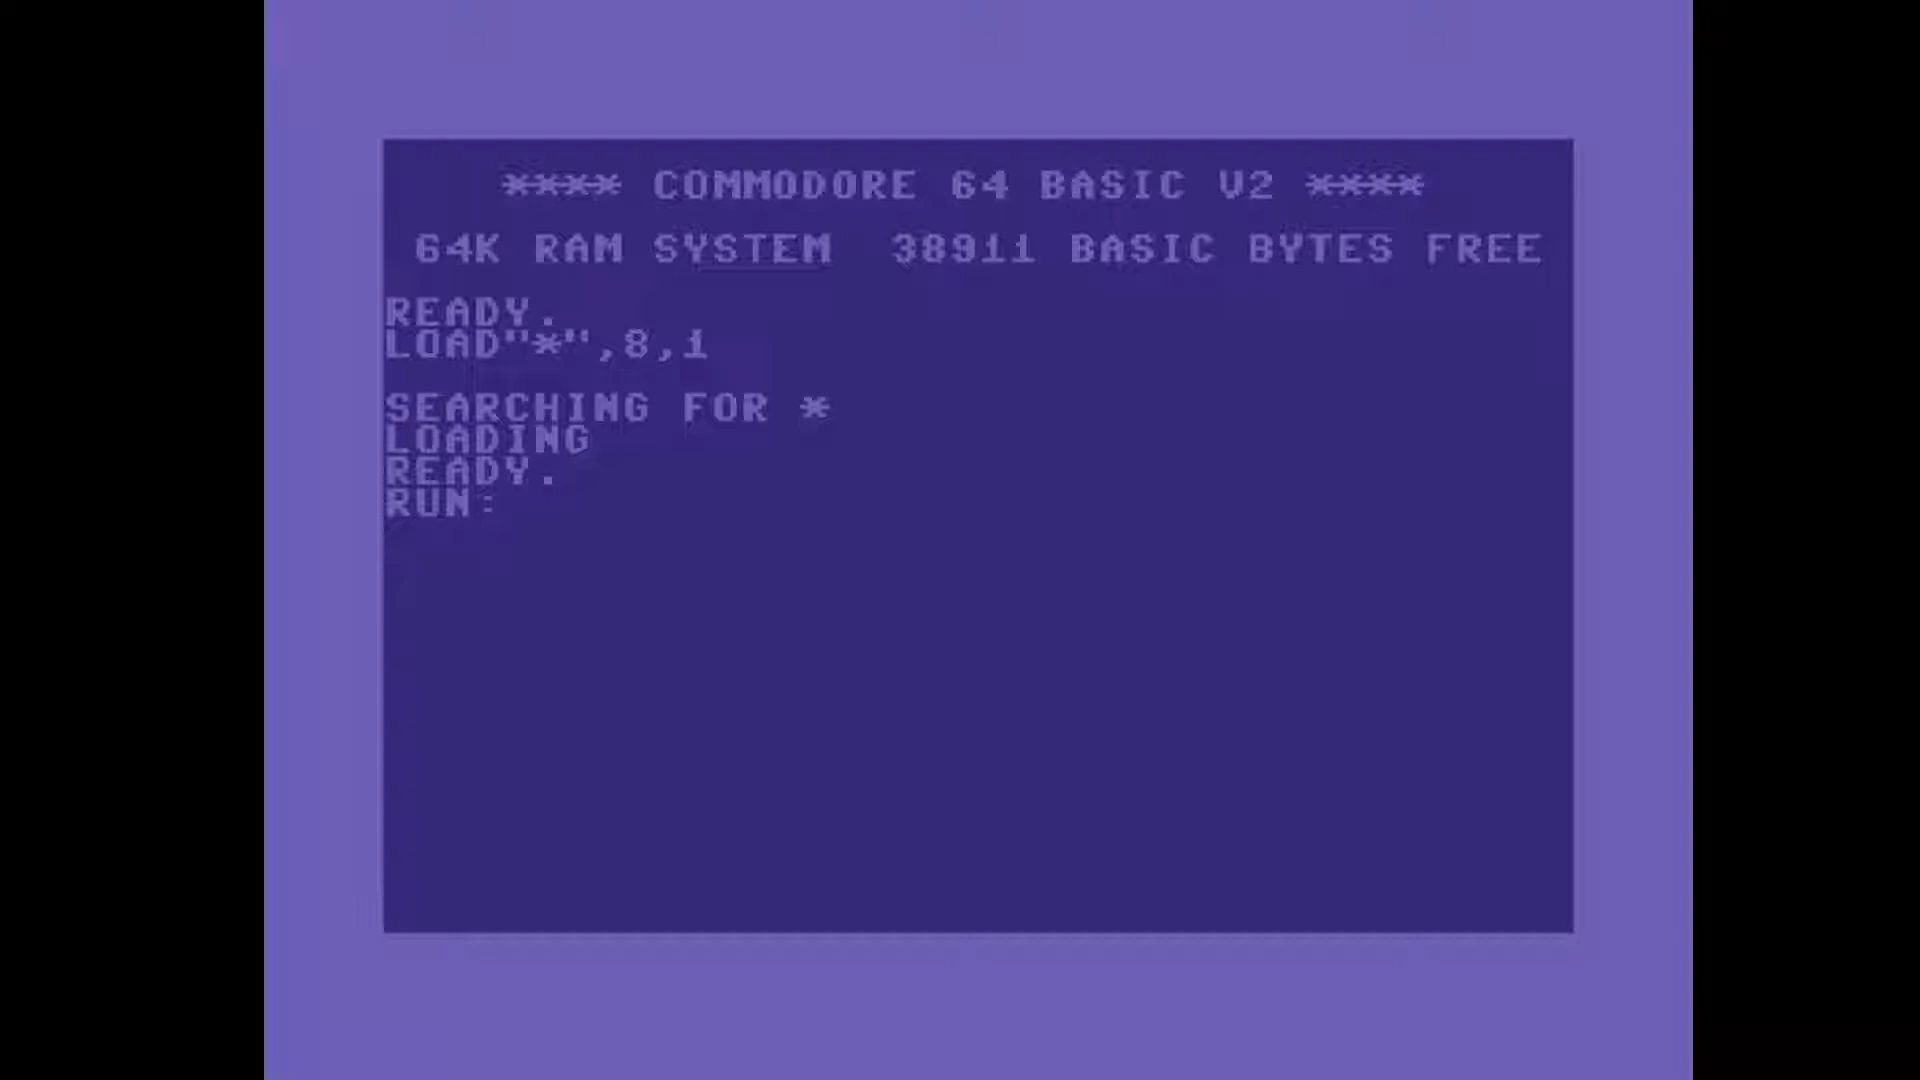 **** COMMODORE 64 BASIC V2 ****
64K RAM SYSTEM  38911 BASIC BYTES FREE
READY.
LOAD"*",8,1
SEARCHING FOR *
LOADING
READY.
RUN: